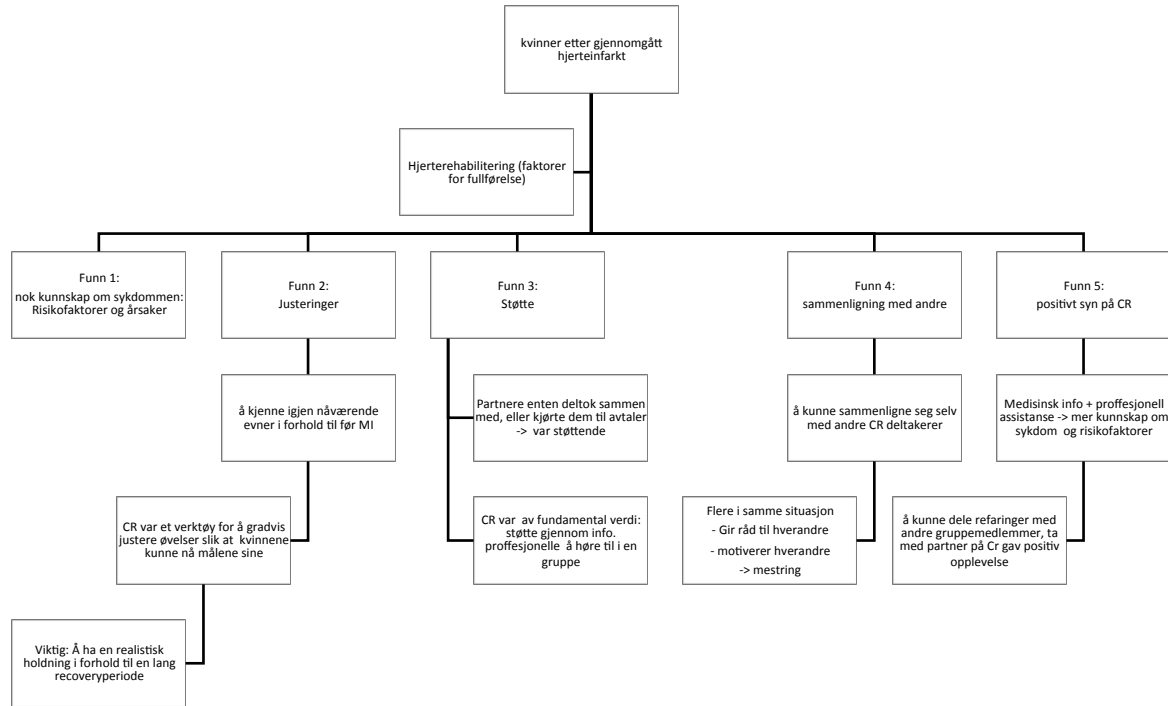 kvinner etter gjennomgått
hjerteinfarkt
Hjerterehabilitering (faktorer
for fullførelse)
Funn 1:
nok kunnskap om sykdommen:
Risikofaktorer og årsaker
Funn 2:
Justeringer
Funn 3:
Støtte
Funn 4:
sammenligning med andre
Funn 5:
positivt syn på CR
å kjenne igjen nåværende
evner i forhold til før MI
Partnere enten deltok sammen
med, eller kjørte dem til avtaler
-> var støttende
å kunne sammenligne seg selv
med andre CR deltakerer
Medisinsk info + proffesjonell
assistanse -> mer kunnskap om
sykdom og risikofaktorer
CR var et verktøy for å gradvis
justere øvelser slik at kvinnene
kunne nå målene sine
CR var av fundamental verdi:
støtte gjennom info.
proffesjonelle å høre til i en
gruppe
Flere i samme situasjon
- Gir råd til hverandre
- motiverer hverandre
-> mestring
å kunne dele refaringer med
andre gruppemedlemmer, ta
med partner på Cr gav positiv
opplevelse
Viktig: Å ha en realistisk
holdning i forhold til en lang
recoveryperiode